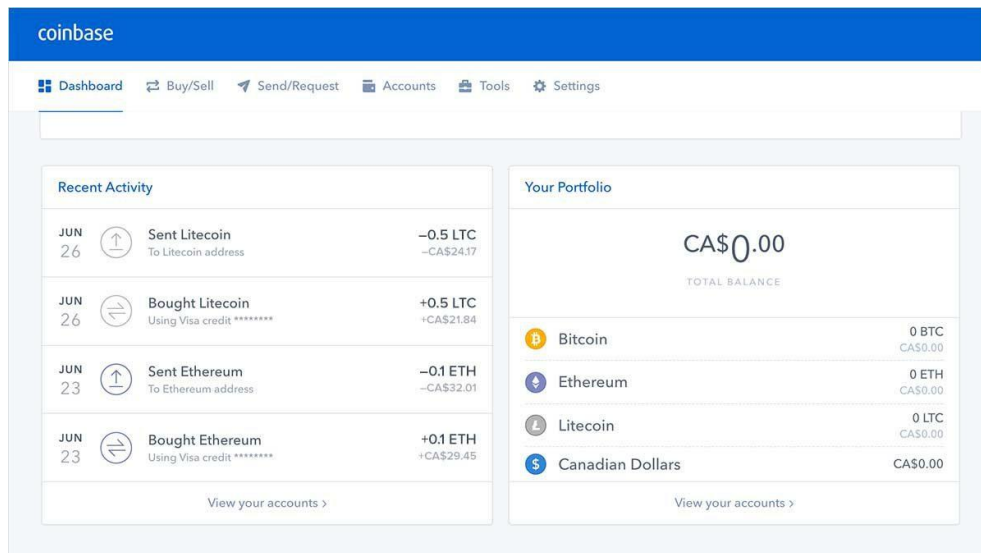 coinbase
Dashboard Buy/Sell Send/Request Accounts Tools Settings
Recent Activity
JUN 26 Sent Litecoin −0.5 LTC
To Litecoin address −CA$24.17
JUN 26 Bought Litecoin +0.5 LTC
Using Visa credit ******** +CA$21.84
JUN 23 Sent Ethereum −0.1 ETH
To Ethereum address −CA$32.01
JUN 23 Bought Ethereum +0.1 ETH
Using Visa credit ******** +CA$29.45
View your accounts >
Your Portfolio
CA$0.00
TOTAL BALANCE
Bitcoin 0 BTC
CA$0.00
Ethereum 0 ETH
CA$0.00
Litecoin 0 LTC
CA$0.00
Canadian Dollars CA$0.00
View your accounts >